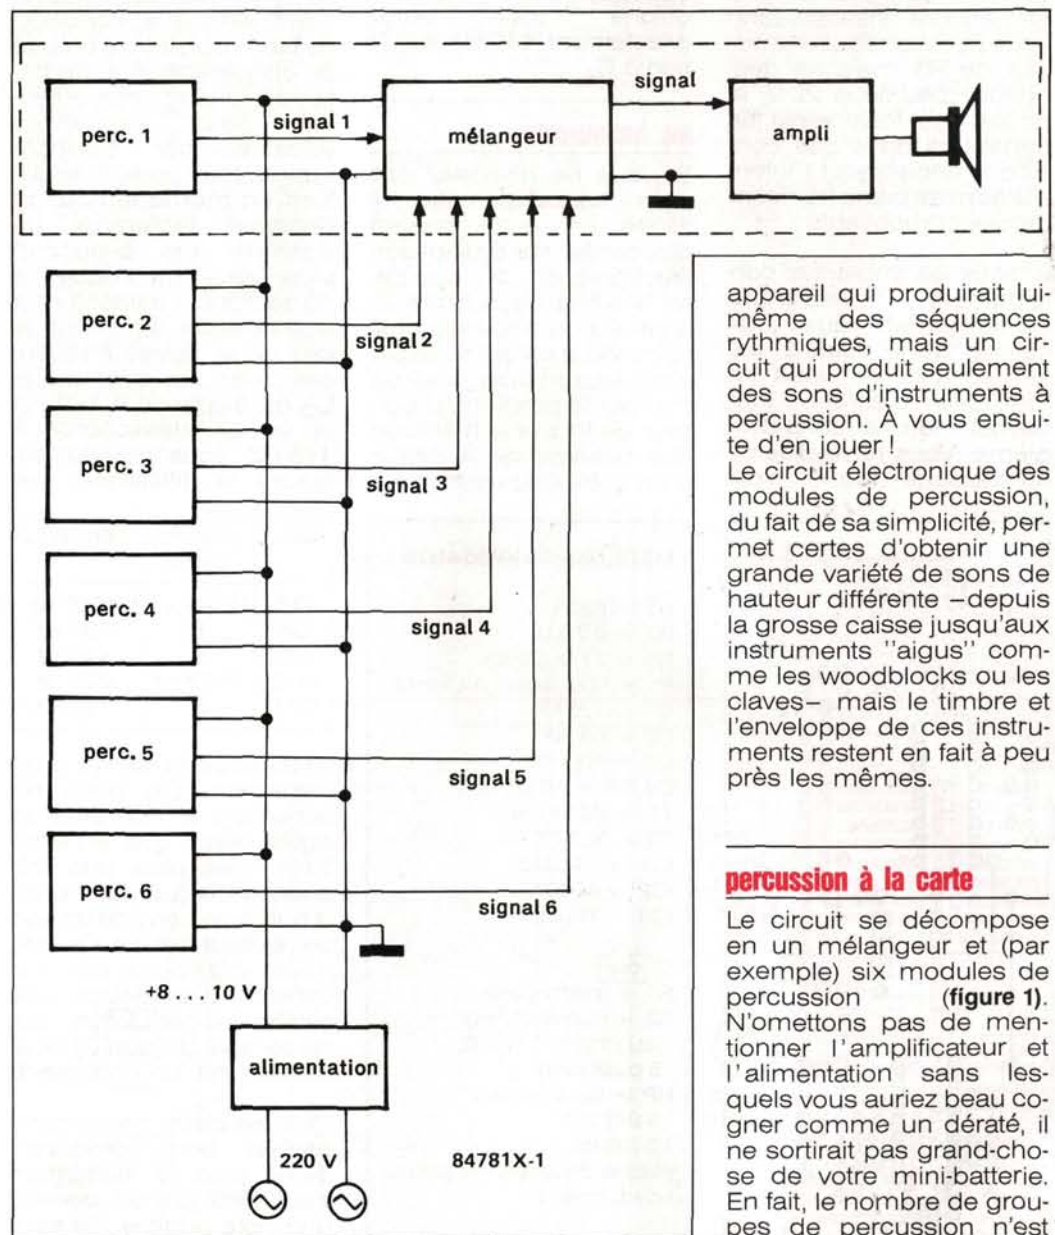 perc. 1
signal 1
mélangeur
signal
ampli
perc. 2
signal 2
perc. 3
signal 3
perc. 4
signal 4
perc. 5
signal 5
perc. 6
signal 6
+8 . . . 10 V
alimentation
220 V
84781X-1
appareil qui produirait lui-
même des séquences
rythmiques, mais un cir-
cuit qui produit seulement
des sons d'instruments à
percussion. À vous ensui-
te d'en jouer !
Le circuit électronique des
modules de percussion,
du fait de sa simplicité, per-
met certes d'obtenir une
grande variété de sons de
hauteur différente — depuis
la grosse caisse jusqu'aux
instruments "aigus" com-
me les woodblocks ou les
claves— mais le timbre et
l'enveloppe de ces instru-
ments restent en fait à peu
près les mêmes.
percussion à la carte
Le circuit se décompose
en un mélangeur et (par
exemple) six modules de
percussion (figure 1).
N'omettons pas de men-
tionner l'amplificateur et
l'alimentation sans les-
quels vous auriez beau co-
gner comme un dératé, il
ne sortirait pas grand-cho-
se de votre mini-batterie.
En fait, le nombre de grou-
pes de percussion n'est